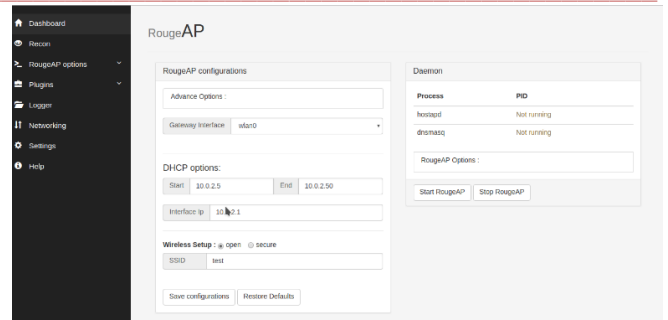 Dashboard
Recon
RougeAP options
Plugins
Logger
Networking
Settings
Help
RougeAP
RougeAP configurations
Advance Options :
Gateway Interface wlan0
DHCP options:
Start 10.0.2.5 End 10.0.2.50
Interface ip 10.0.2.1
Wireless Setup : open secure
SSID test
Save configurations Restore Defaults
Daemon
Process PID
hostapd Not running
dnsmasq Not running
RougeAP Options :
Start RougeAP Stop RougeAP